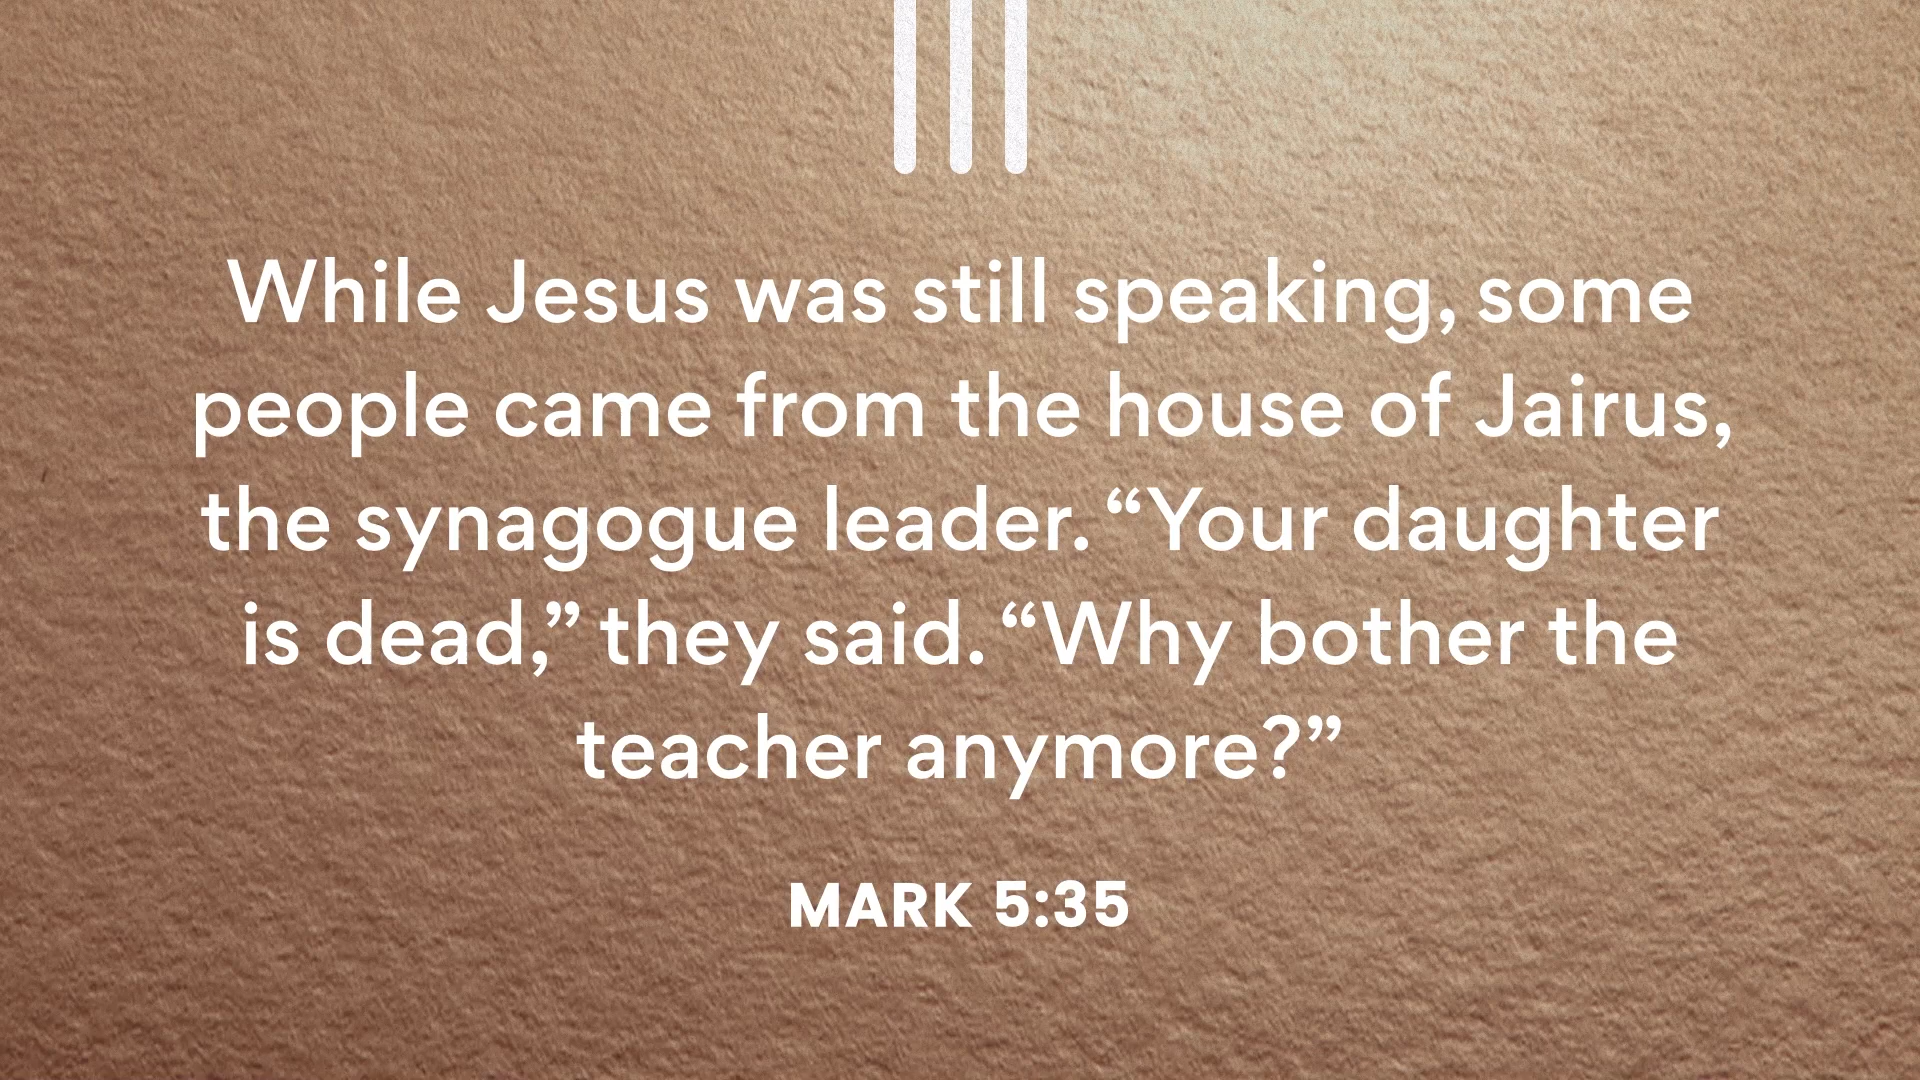 While Jesus was still speaking, some
people came from the house of Jairus,
the synagogue leader. “Your daughter
is dead,” they said. “Why bother the
teacher anymore?”
MARK 5:35